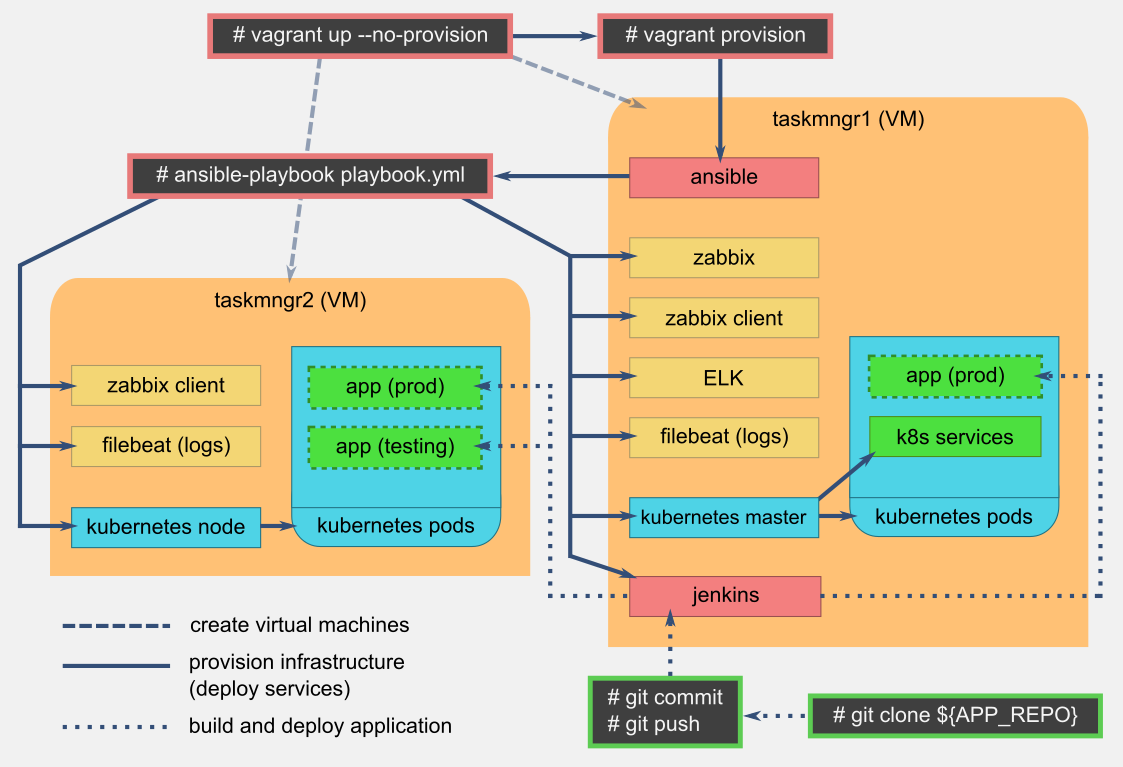 # vagrant up --no-provision
# vagrant provision
taskmngr1 (VM)
# ansible-playbook playbook.yml
ansible
zabbix
zabbix client
ELK
filebeat (logs)
kubernetes master
jenkins
app (prod)
k8s services
kubernetes pods
taskmngr2 (VM)
zabbix client
filebeat (logs)
kubernetes node
app (prod)
app (testing)
kubernetes pods
create virtual machines
provision infrastructure
(deploy services)
build and deploy application
# git commit
# git push
# git clone ${APP_REPO}